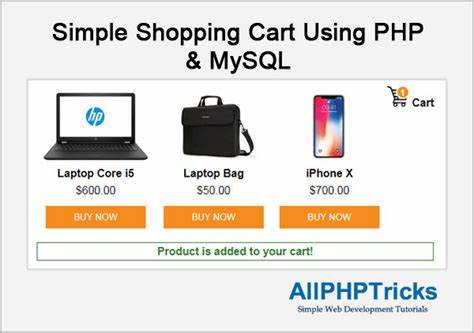 Simple Shopping Cart Using PHP
& MySQL
hp
1
Cart
Laptop Core i5
Laptop Bag
iPhone X
$600.00
$50.00
$700.00
BUY NOW
BUY NOW
BUY NOW
Product is added to your cart!
AllPHPTricks
Simple Web Development Tutorials